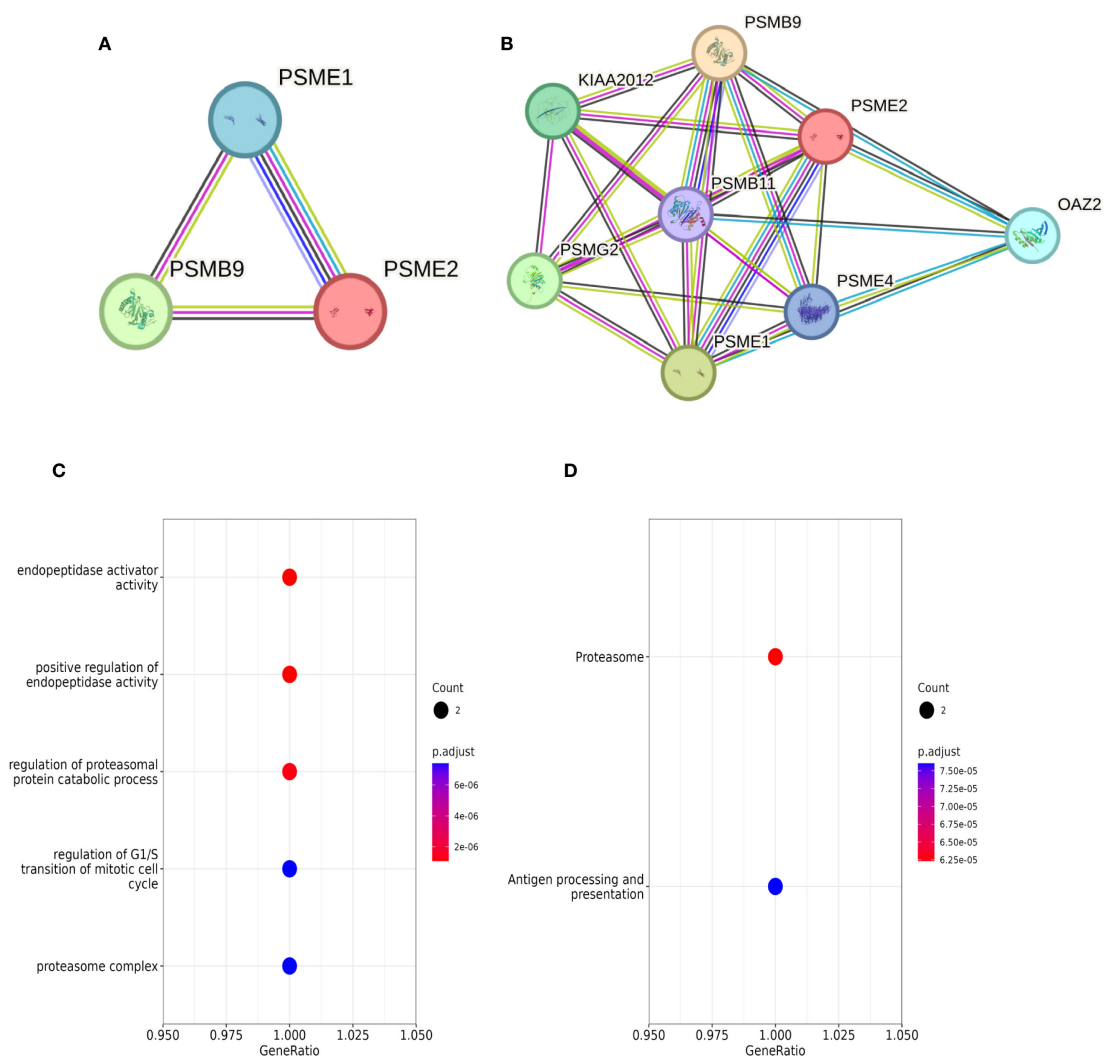 A
PSME1
PSMB9
PSME2
B
PSMB9
KIAA2012
PSME2
PSMB11
OAZ2
PSMG2
PSME4
PSME1
C
endopeptidase activator
activity
positive regulation of
endopeptidase activity
regulation of proteasomal
protein catabolic process
regulation of G1/S
transition of mitotic cell
cycle
proteasome complex
0.950 0.975 1.000 1.025 1.050
GeneRatio
Count
2
p.adjust
6e-06
4e-06
2e-06
D
Proteasome
Antigen processing and
presentation
0.950 0.975 1.000 1.025 1.050
GeneRatio
Count
2
p.adjust
7.50e-05
7.25e-05
7.00e-05
6.75e-05
6.50e-05
6.25e-05